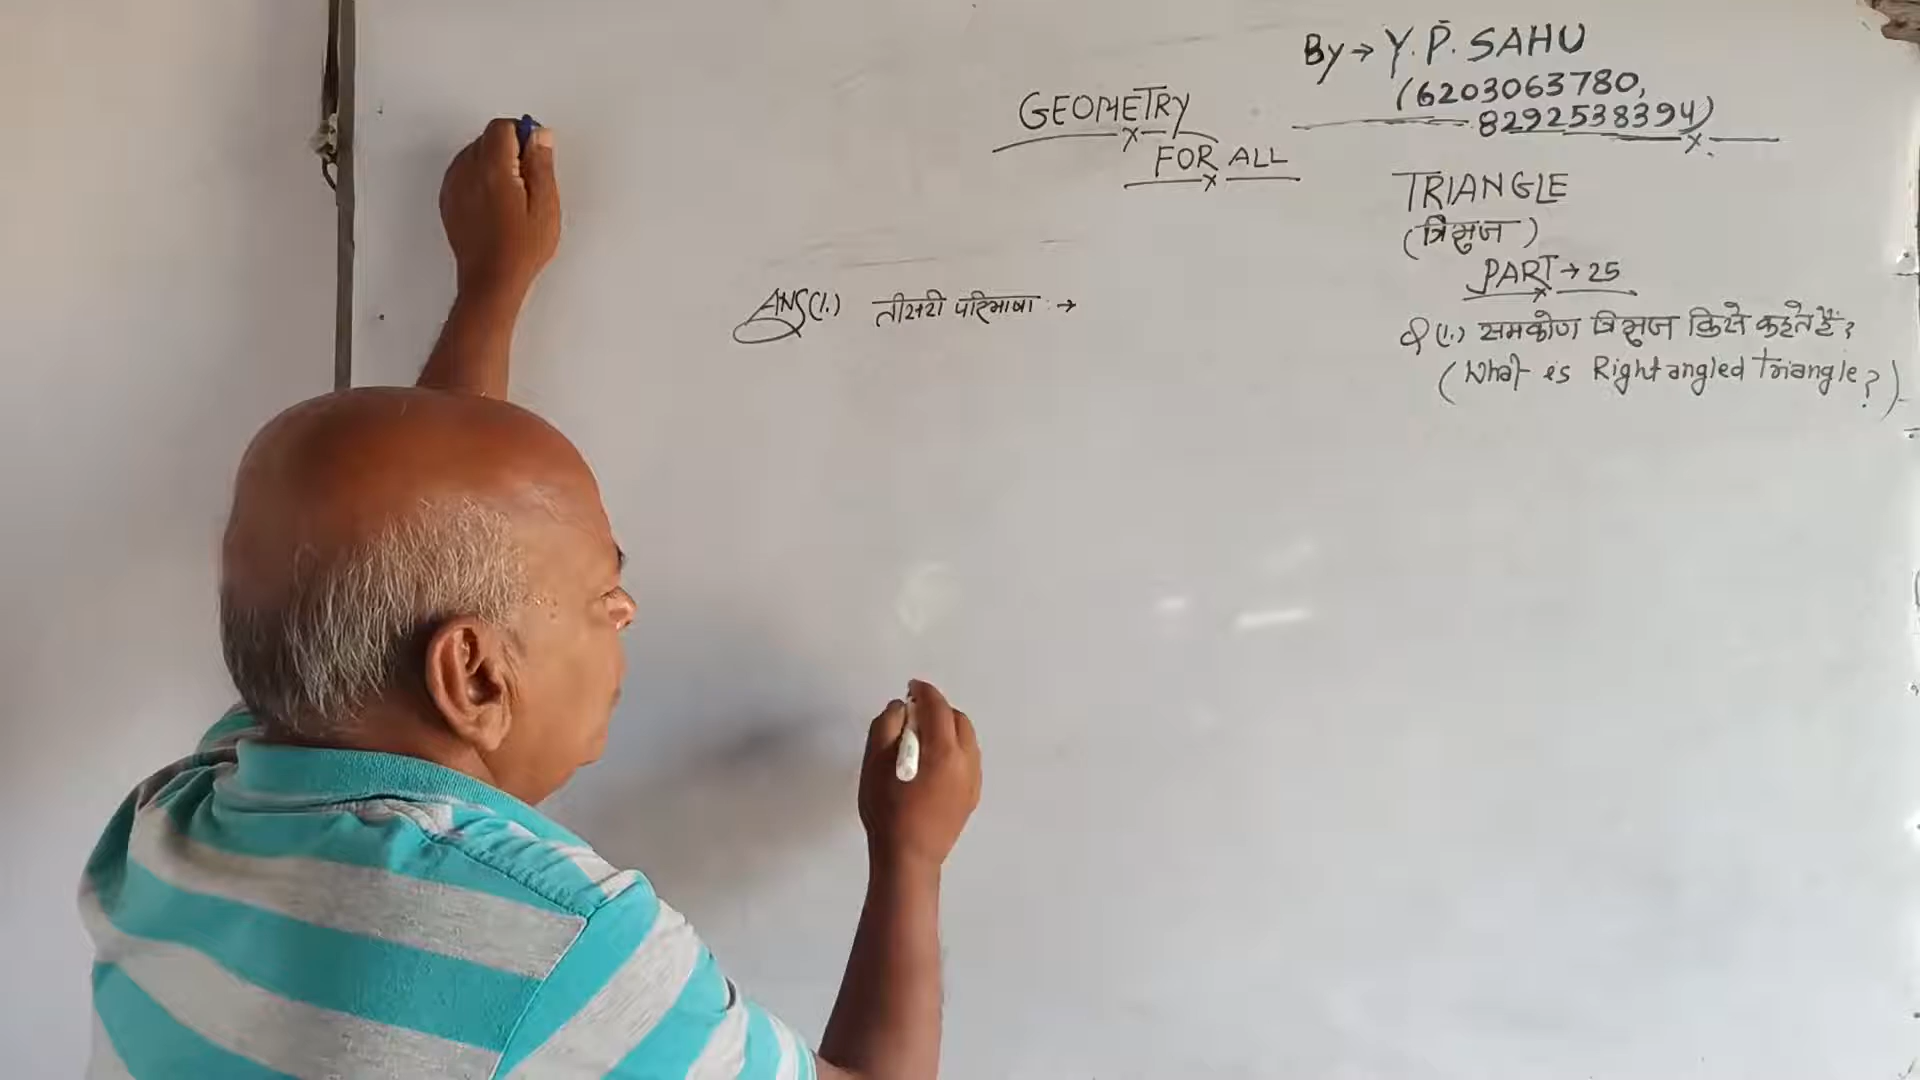 By → Y. P. SAHU
(6203063780,
8292538394)
GEOMETRY
FOR ALL
TRIANGLE
(त्रिभुज)
PART → 25
Q (1.) समकोण त्रिभुज किसे कहते हैं?
(What is Right angled Triangle?)
ANS(1.) तीसरी परिभाषा :→